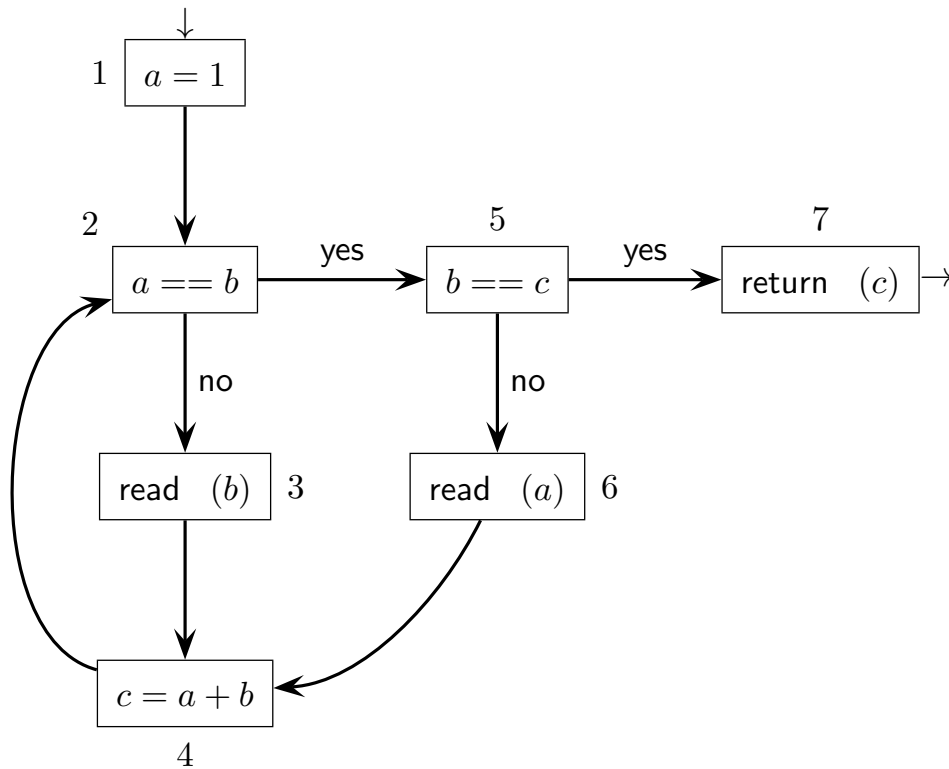 1
a = 1
2
a == b
yes
5
b == c
yes
7
return (c)
no
no
read (b)
3
read (a)
6
c = a + b
4